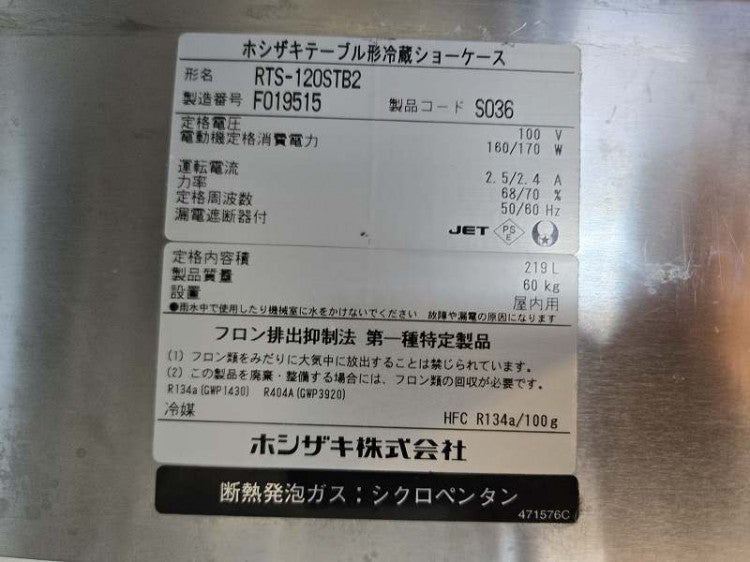 ホシザキテーブル形冷蔵ショーケース
形名 RTS-120STB2
製造番号 F019515 製品コード S036
定格電圧 100 V
電動機定格消費電力 160/170 W
運転電流 2.5/2.4 A
力率 68/70 %
定格周波数 50/60 Hz
漏電遮断器付
JET PSE
定格内容積 219 L
製品質量 60 kg
設置 屋内用
●雨水中で使用したり機械室に水をかけないでください 故障や漏電の原因になります
フロン排出抑制法 第一種特定製品
(1) フロン類をみだりに大気中に放出することは禁じられています。
(2) この製品を廃棄・整備する場合には、フロン類の回収が必要です。
R134a(GWP1430) R404A(GWP3920)
冷媒 HFC R134a/100g
ホシザキ株式会社
断熱発泡ガス：シクロペンタン
471576C